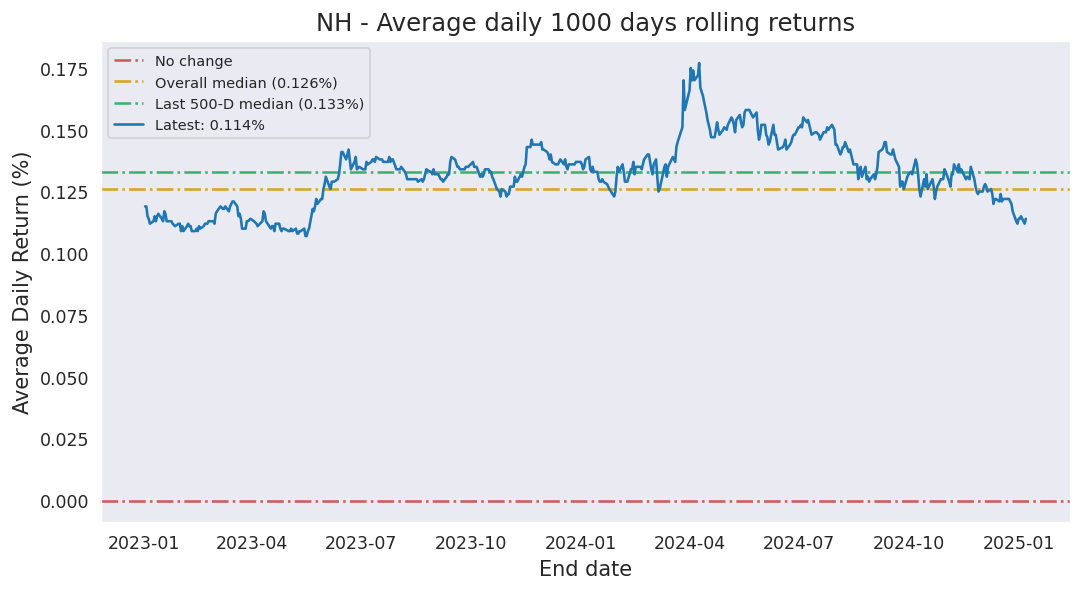 NH - Average daily 1000 days rolling returns
No change
Overall median (0.126%)
Last 500-D median (0.133%)
Latest: 0.114%
Average Daily Return (%)
0.175
0.150
0.125
0.100
0.075
0.050
0.025
0.000
2023-01 2023-04 2023-07 2023-10 2024-01 2024-04 2024-07 2024-10 2025-01
End date